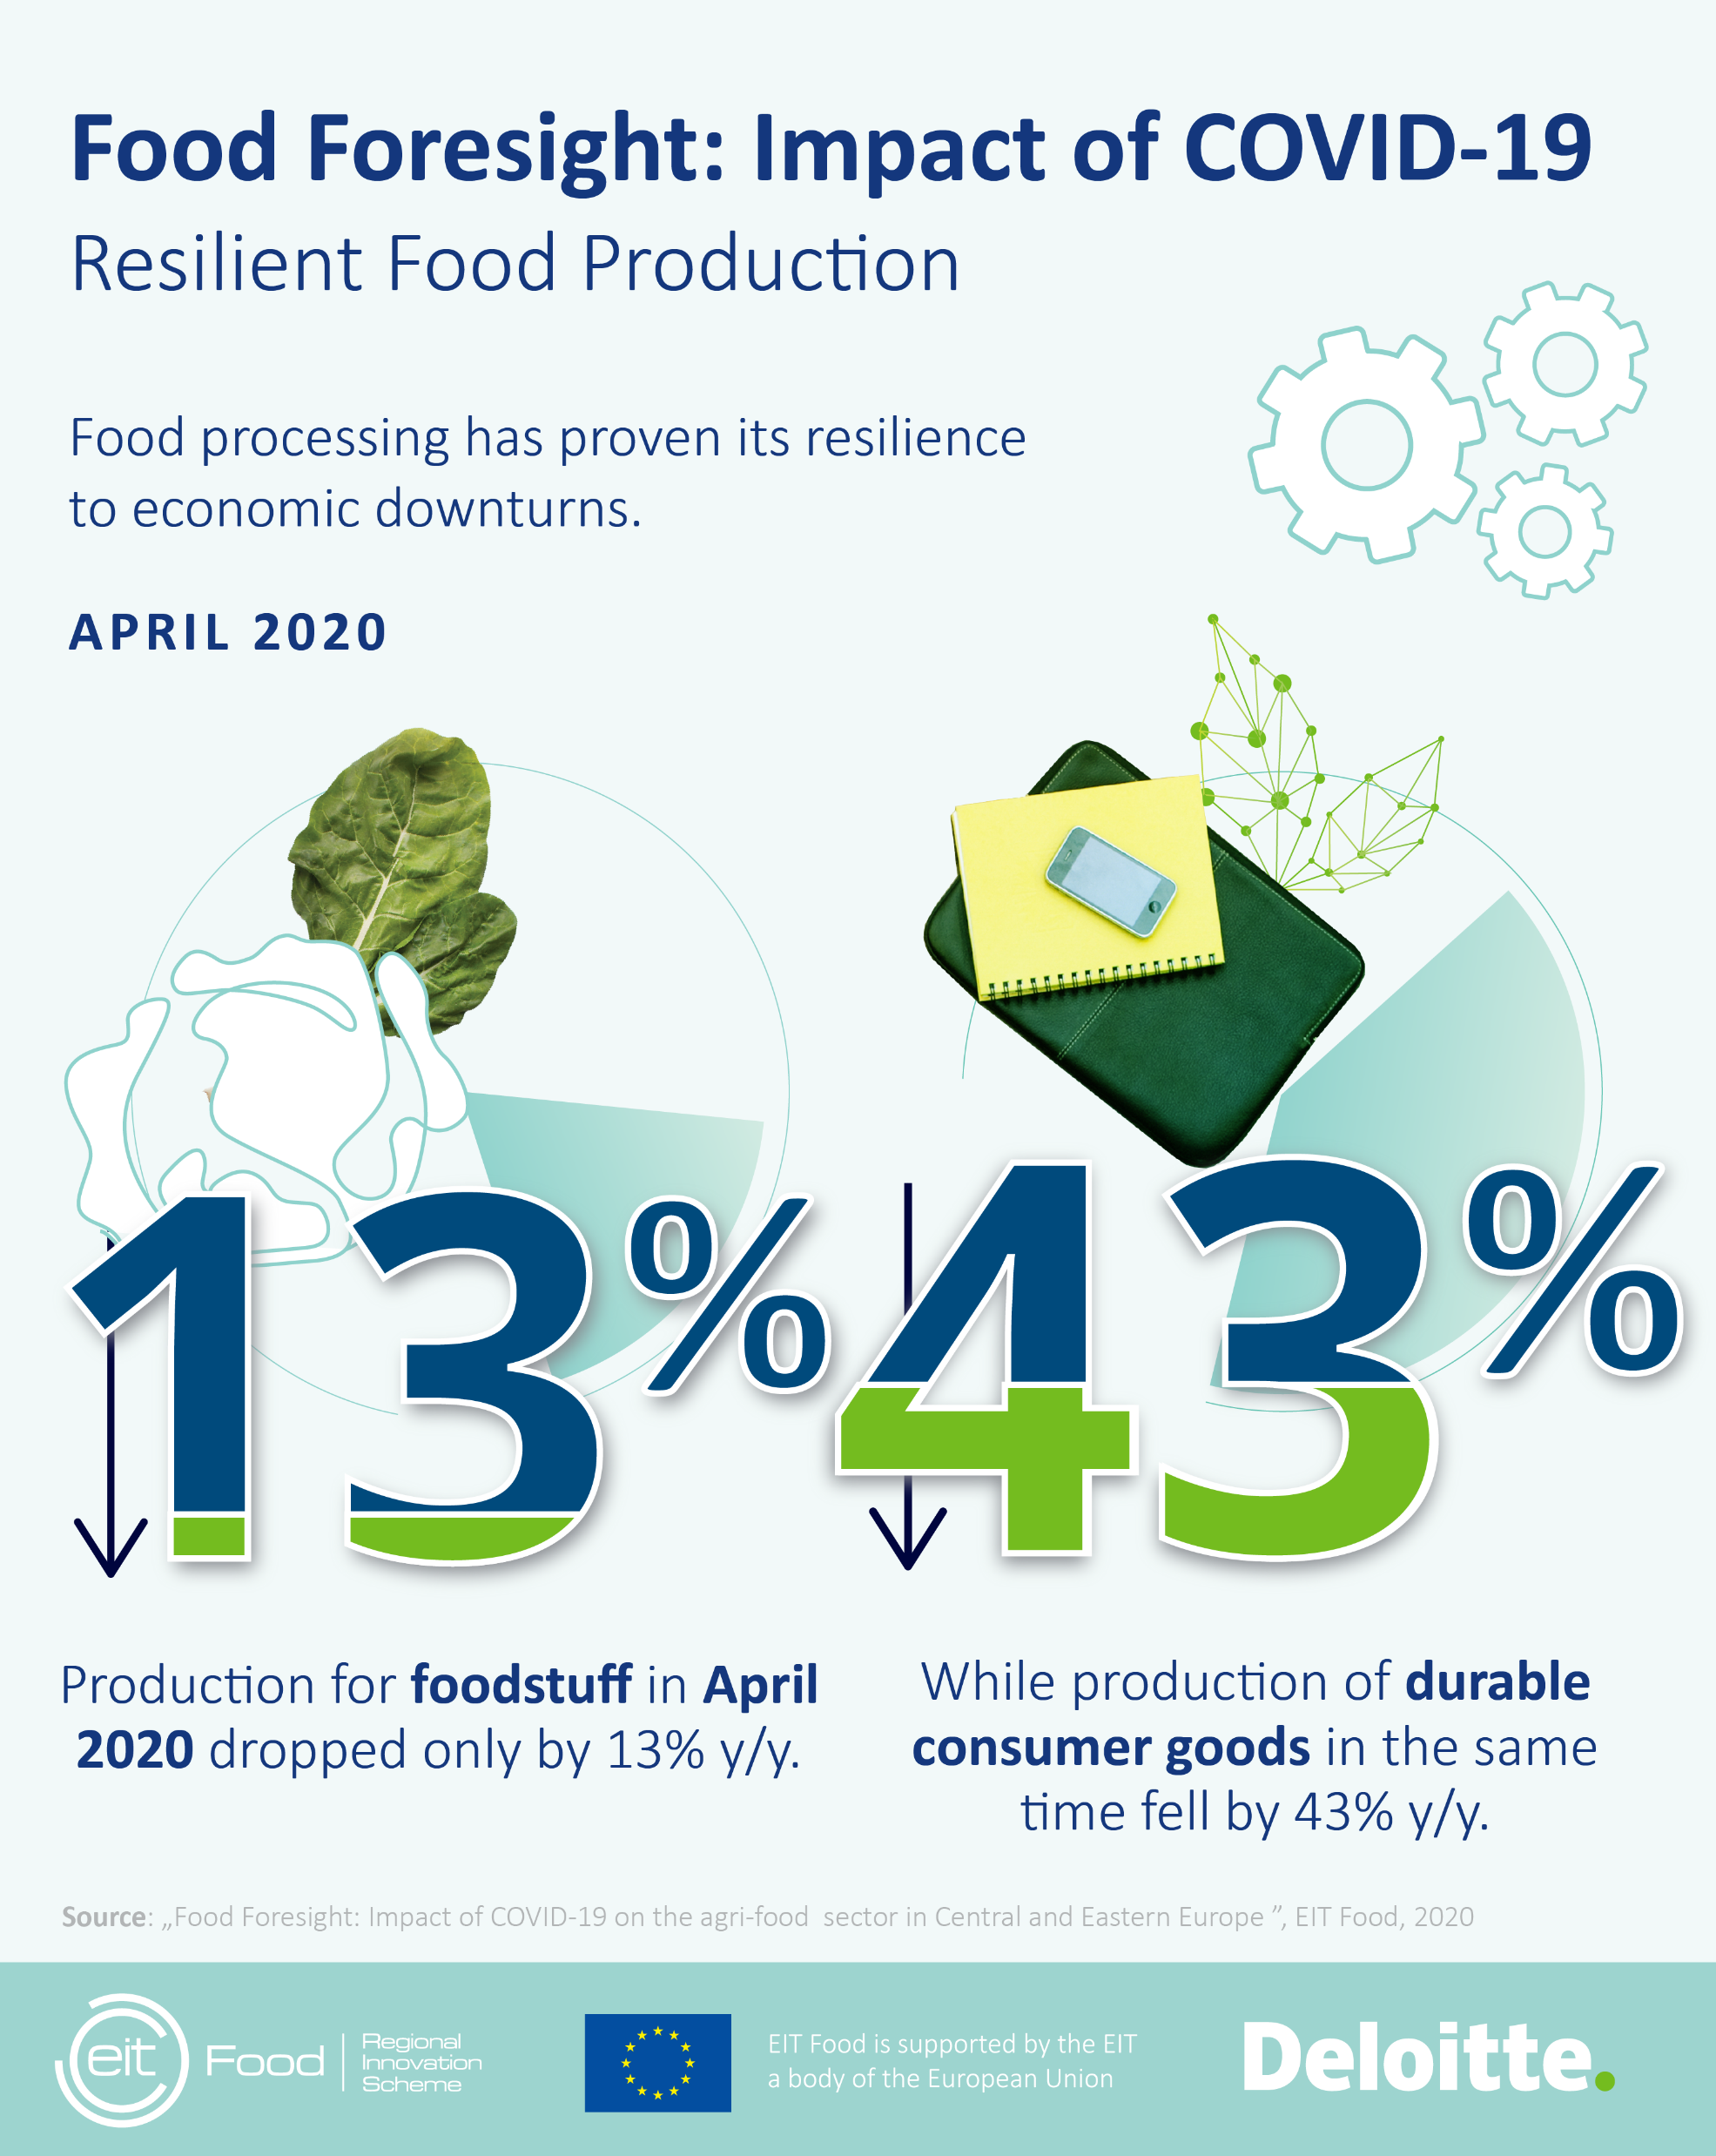 Food Foresight: Impact of COVID-19
Resilient Food Production
Food processing has proven its resilience
to economic downturns.
APRIL 2020
13%
43%
Production for foodstuff in April
2020 dropped only by 13% y/y.
While production of durable
consumer goods in the same
time fell by 43% y/y.
Source: „Food Foresight: Impact of COVID-19 on the agri-food sector in Central and Eastern Europe ”, EIT Food, 2020
eit Food
Regional
Innovation
Scheme
EIT Food is supported by the EIT
a body of the European Union
Deloitte.